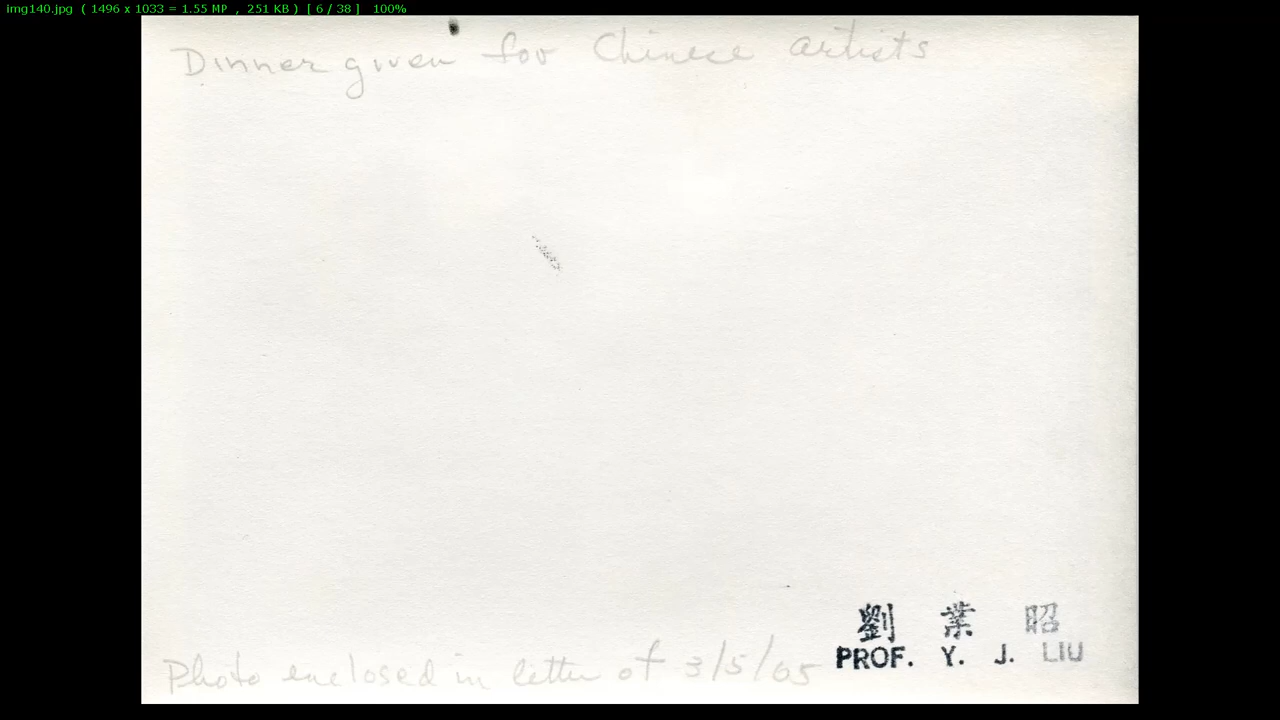 img140.jpg ( 1496 x 1033 = 1.55 MP , 251 KB ) [ 6 / 38 ] 100%
Dinner given for Chinese artists
劉 業 昭
PROF. Y. J. LIU
Photo enclosed in letter of 3/5/65